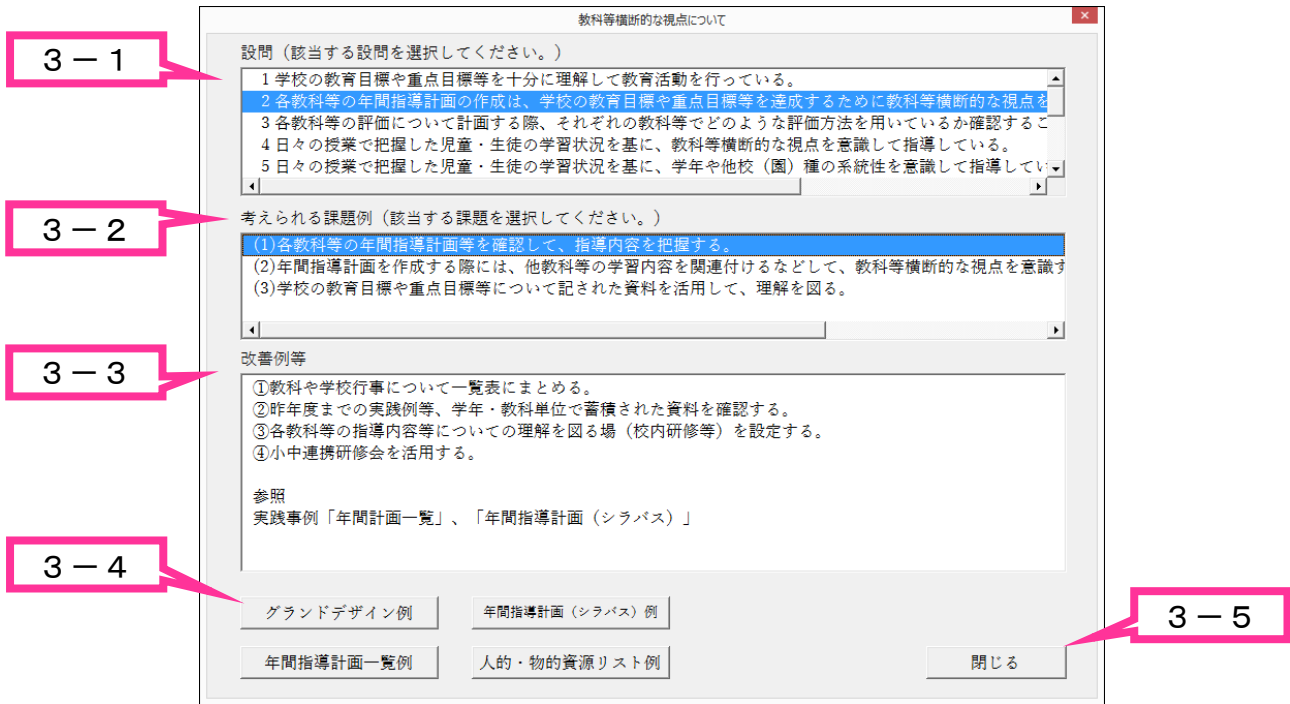 教科等横断的な視点について
×
3－1
設問（該当する設問を選択してください。）
1 学校の教育目標や重点目標等を十分に理解して教育活動を行っている。
2 各教科等の年間指導計画の作成は、学校の教育目標や重点目標等を達成するために教科等横断的な視点を
3 各教科等の評価について計画する際、それぞれの教科等でどのような評価方法を用いているか確認するこ
4 日々の授業で把握した児童・生徒の学習状況を基に、教科等横断的な視点を意識して指導している。
5 日々の授業で把握した児童・生徒の学習状況を基に、学年や他校（園）種の系統性を意識して指導してい
3－2
考えられる課題例（該当する課題を選択してください。）
(1)各教科等の年間指導計画等を確認して、指導内容を把握する。
(2)年間指導計画を作成する際には、他教科等の学習内容を関連付けるなどして、教科等横断的な視点を意識す
(3)学校の教育目標や重点目標等について記された資料を活用して、理解を図る。
3－3
改善例等
①教科や学校行事について一覧表にまとめる。
②昨年度までの実践例等、学年・教科単位で蓄積された資料を確認する。
③各教科等の指導内容等についての理解を図る場（校内研修等）を設定する。
④小中連携研修会を活用する。
参照
実践事例「年間計画一覧」、「年間指導計画（シラバス）」
3－4
グランドデザイン例
年間指導計画（シラバス）例
3－5
年間指導計画一覧例
人的・物的資源リスト例
閉じる